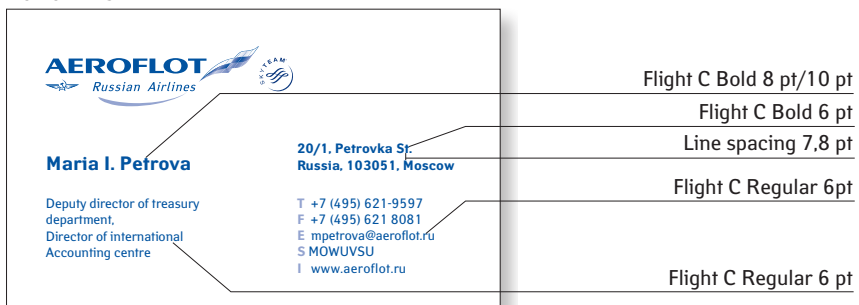 AEROFLOT
Russian Airlines
SKYTEAM
Maria I. Petrova
Deputy director of treasury
department,
Director of international
Accounting centre
20/1, Petrovka St.
Russia, 103051, Moscow
T +7 (495) 621-9597
F +7 (495) 621 8081
E mpetrova@aeroflot.ru
S MOWUVSU
I www.aeroflot.ru
Flight C Bold 8 pt/10 pt
Flight C Bold 6 pt
Line spacing 7,8 pt
Flight C Regular 6pt
Flight C Regular 6 pt